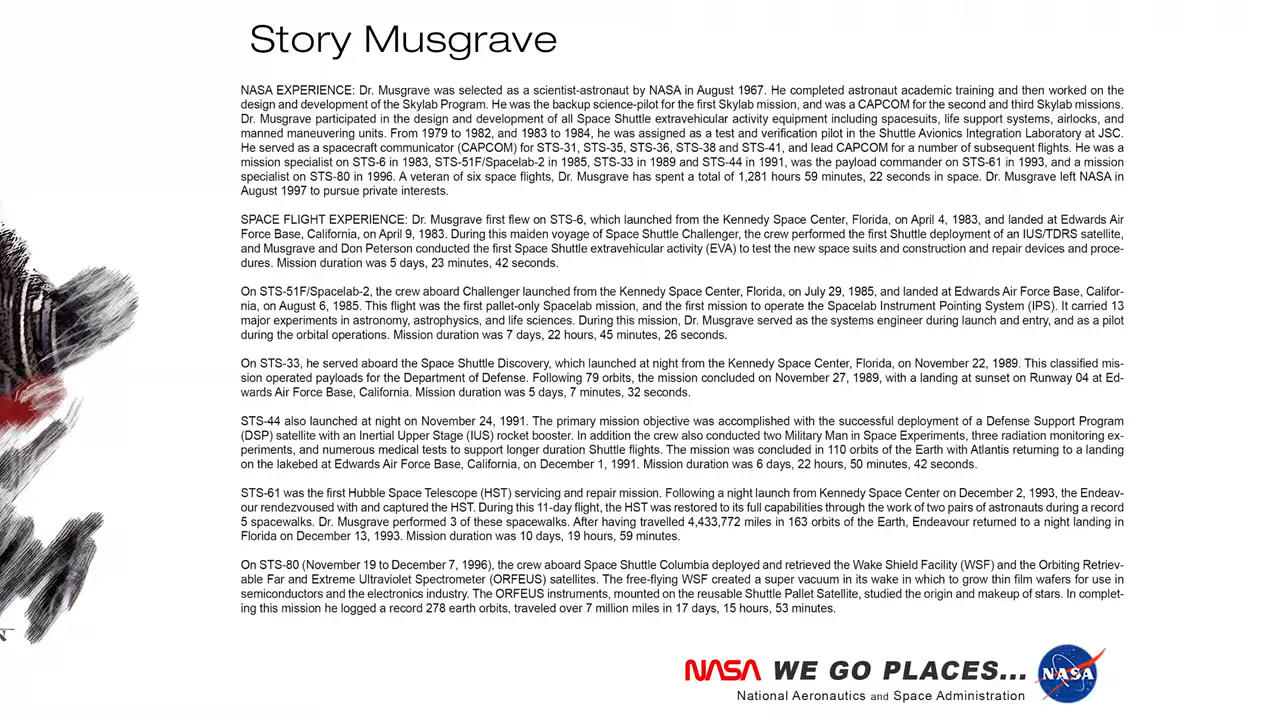 Story Musgrave
NASA EXPERIENCE: Dr. Musgrave was selected as a scientist-astronaut by NASA in August 1967. He completed astronaut academic training and then worked on the
design and development of the Skylab Program. He was the backup science-pilot for the first Skylab mission, and was a CAPCOM for the second and third Skylab missions.
Dr. Musgrave participated in the design and development of all Space Shuttle extravehicular activity equipment including spacesuits, life support systems, airlocks, and
manned maneuvering units. From 1979 to 1982, and 1983 to 1984, he was assigned as a test and verification pilot in the Shuttle Avionics Integration Laboratory at JSC.
He served as a spacecraft communicator (CAPCOM) for STS-31, STS-35, STS-36, STS-38 and STS-41, and lead CAPCOM for a number of subsequent flights. He was a
mission specialist on STS-6 in 1983, STS-51F/Spacelab-2 in 1985, STS-33 in 1989 and STS-44 in 1991, was the payload commander on STS-61 in 1993, and a mission
specialist on STS-80 in 1996. A veteran of six space flights, Dr. Musgrave has spent a total of 1,281 hours 59 minutes, 22 seconds in space. Dr. Musgrave left NASA in
August 1997 to pursue private interests.
SPACE FLIGHT EXPERIENCE: Dr. Musgrave first flew on STS-6, which launched from the Kennedy Space Center, Florida, on April 4, 1983, and landed at Edwards Air
Force Base, California, on April 9, 1983. During this maiden voyage of Space Shuttle Challenger, the crew performed the first Shuttle deployment of an IUS/TDRS satellite,
and Musgrave and Don Peterson conducted the first Space Shuttle extravehicular activity (EVA) to test the new space suits and construction and repair devices and proce-
dures. Mission duration was 5 days, 23 minutes, 42 seconds.
On STS-51F/Spacelab-2, the crew aboard Challenger launched from the Kennedy Space Center, Florida, on July 29, 1985, and landed at Edwards Air Force Base, Califor-
nia, on August 6, 1985. This flight was the first pallet-only Spacelab mission, and the first mission to operate the Spacelab Instrument Pointing System (IPS). It carried 13
major experiments in astronomy, astrophysics, and life sciences. During this mission, Dr. Musgrave served as the systems engineer during launch and entry, and as a pilot
during the orbital operations. Mission duration was 7 days, 22 hours, 45 minutes, 26 seconds.
On STS-33, he served aboard the Space Shuttle Discovery, which launched at night from the Kennedy Space Center, Florida, on November 22, 1989. This classified mis-
sion operated payloads for the Department of Defense. Following 79 orbits, the mission concluded on November 27, 1989, with a landing at sunset on Runway 04 at Ed-
wards Air Force Base, California. Mission duration was 5 days, 7 minutes, 32 seconds.
STS-44 also launched at night on November 24, 1991. The primary mission objective was accomplished with the successful deployment of a Defense Support Program
(DSP) satellite with an Inertial Upper Stage (IUS) rocket booster. In addition the crew also conducted two Military Man in Space Experiments, three radiation monitoring ex-
periments, and numerous medical tests to support longer duration Shuttle flights. The mission was concluded in 110 orbits of the Earth with Atlantis returning to a landing
on the lakebed at Edwards Air Force Base, California, on December 1, 1991. Mission duration was 6 days, 22 hours, 50 minutes, 42 seconds.
STS-61 was the first Hubble Space Telescope (HST) servicing and repair mission. Following a night launch from Kennedy Space Center on December 2, 1993, the Endeav-
our rendezvoused with and captured the HST. During this 11-day flight, the HST was restored to its full capabilities through the work of two pairs of astronauts during a record
5 spacewalks. Dr. Musgrave performed 3 of these spacewalks. After having travelled 4,433,772 miles in 163 orbits of the Earth, Endeavour returned to a night landing in
Florida on December 13, 1993. Mission duration was 10 days, 19 hours, 59 minutes.
On STS-80 (November 19 to December 7, 1996), the crew aboard Space Shuttle Columbia deployed and retrieved the Wake Shield Facility (WSF) and the Orbiting Retriev-
able Far and Extreme Ultraviolet Spectrometer (ORFEUS) satellites. The free-flying WSF created a super vacuum in its wake in which to grow thin film wafers for use in
semiconductors and the electronics industry. The ORFEUS instruments, mounted on the reusable Shuttle Pallet Satellite, studied the origin and makeup of stars. In complet-
ing this mission he logged a record 278 earth orbits, traveled over 7 million miles in 17 days, 15 hours, 53 minutes.
NASA WE GO PLACES... NASA
National Aeronautics and Space Administration